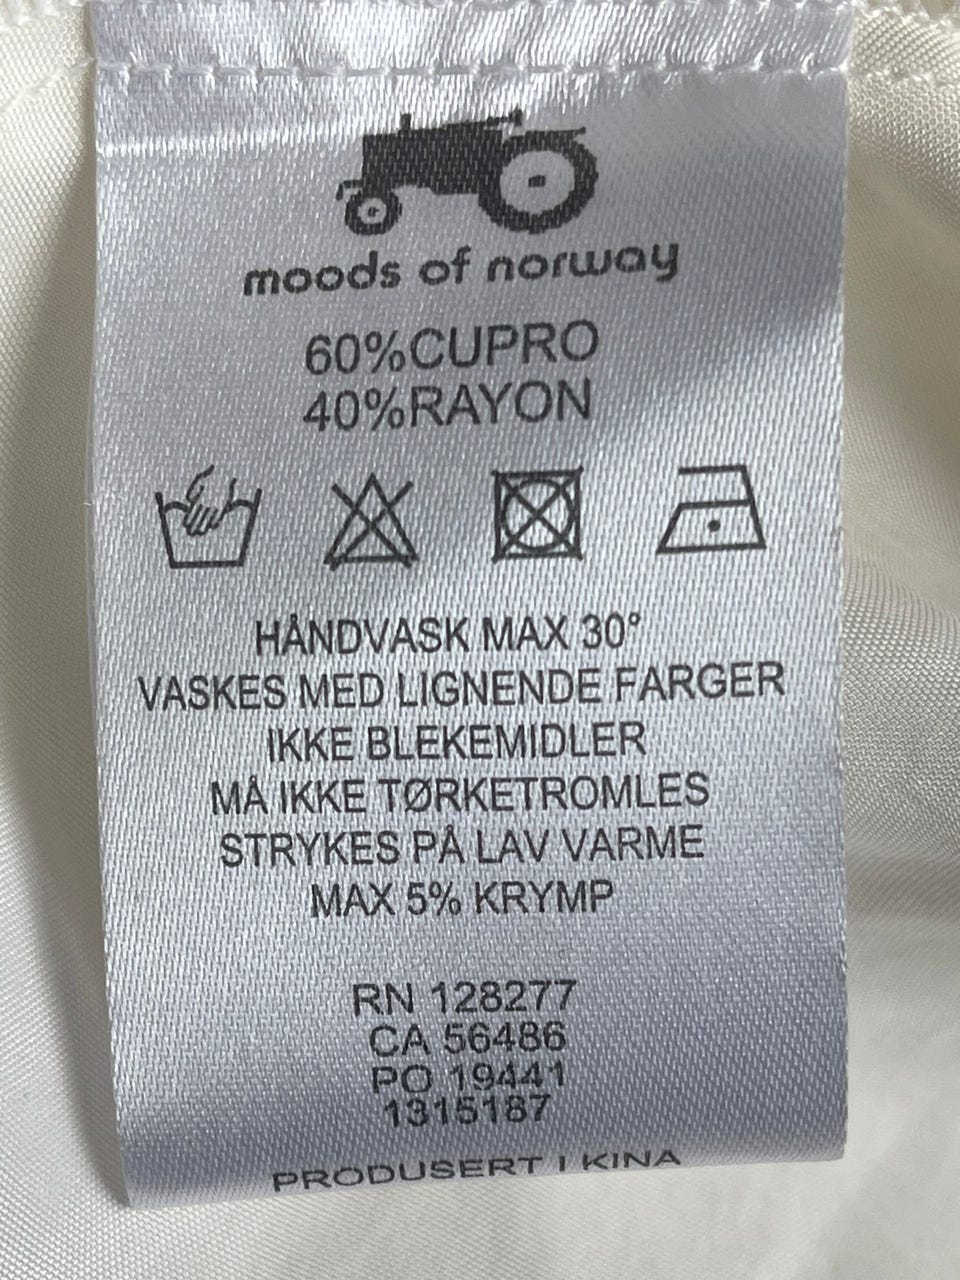 moods of norway
60%CUPRO
40%RAYON
HÅNDVASK MAX 30°
VASKES MED LIGNENDE FARGER
IKKE BLEKEMIDLER
MÅ IKKE TØRKETROMLES
STRYKES PÅ LAV VARME
MAX 5% KRYMP
RN 128277
CA 56486
PO 19441
1315187
PRODUSERT I KINA